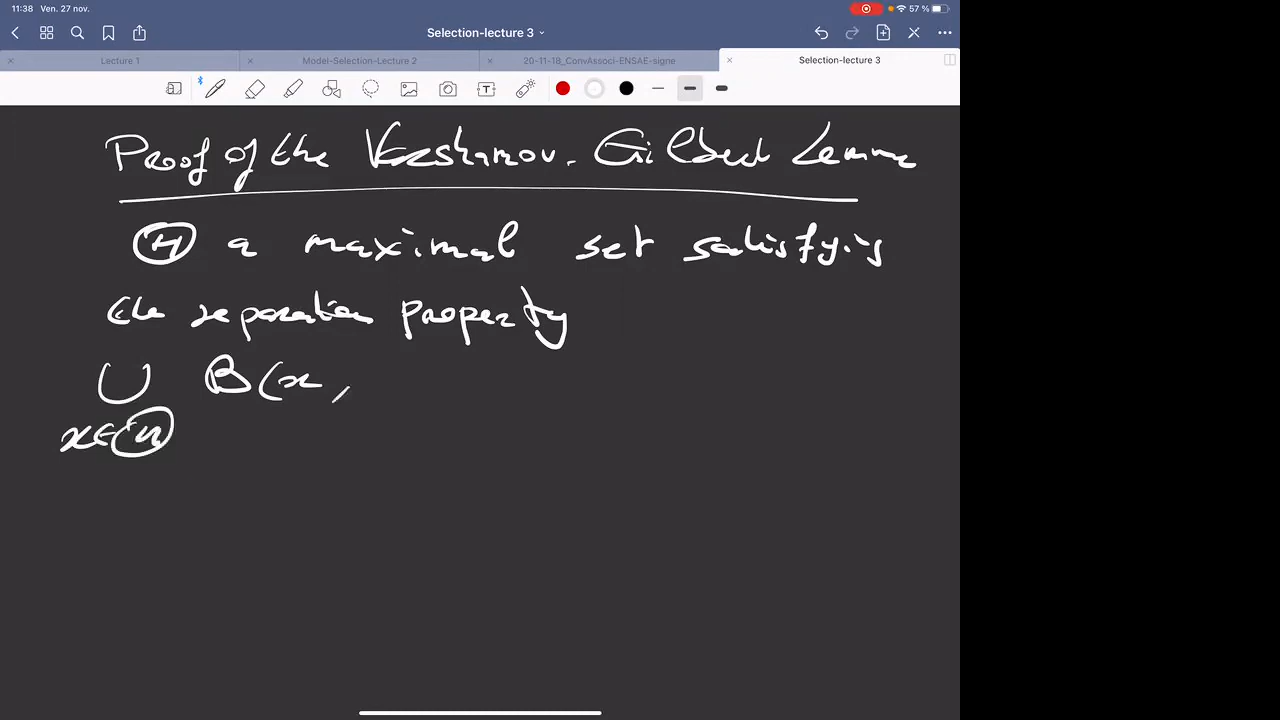 11:38 Ven. 27 nov. 57 %
Selection-lecture 3
Lecture 1 Model-Selection-Lecture 2 20-11-18_ConvAssoci-ENSAE-signe Selection-lecture 3
Proof of the Varshamov-Gilbert Lemma
Ⓗ a maximal set satisfying
the separation property
∪ B(x,
x∈Ⓗ